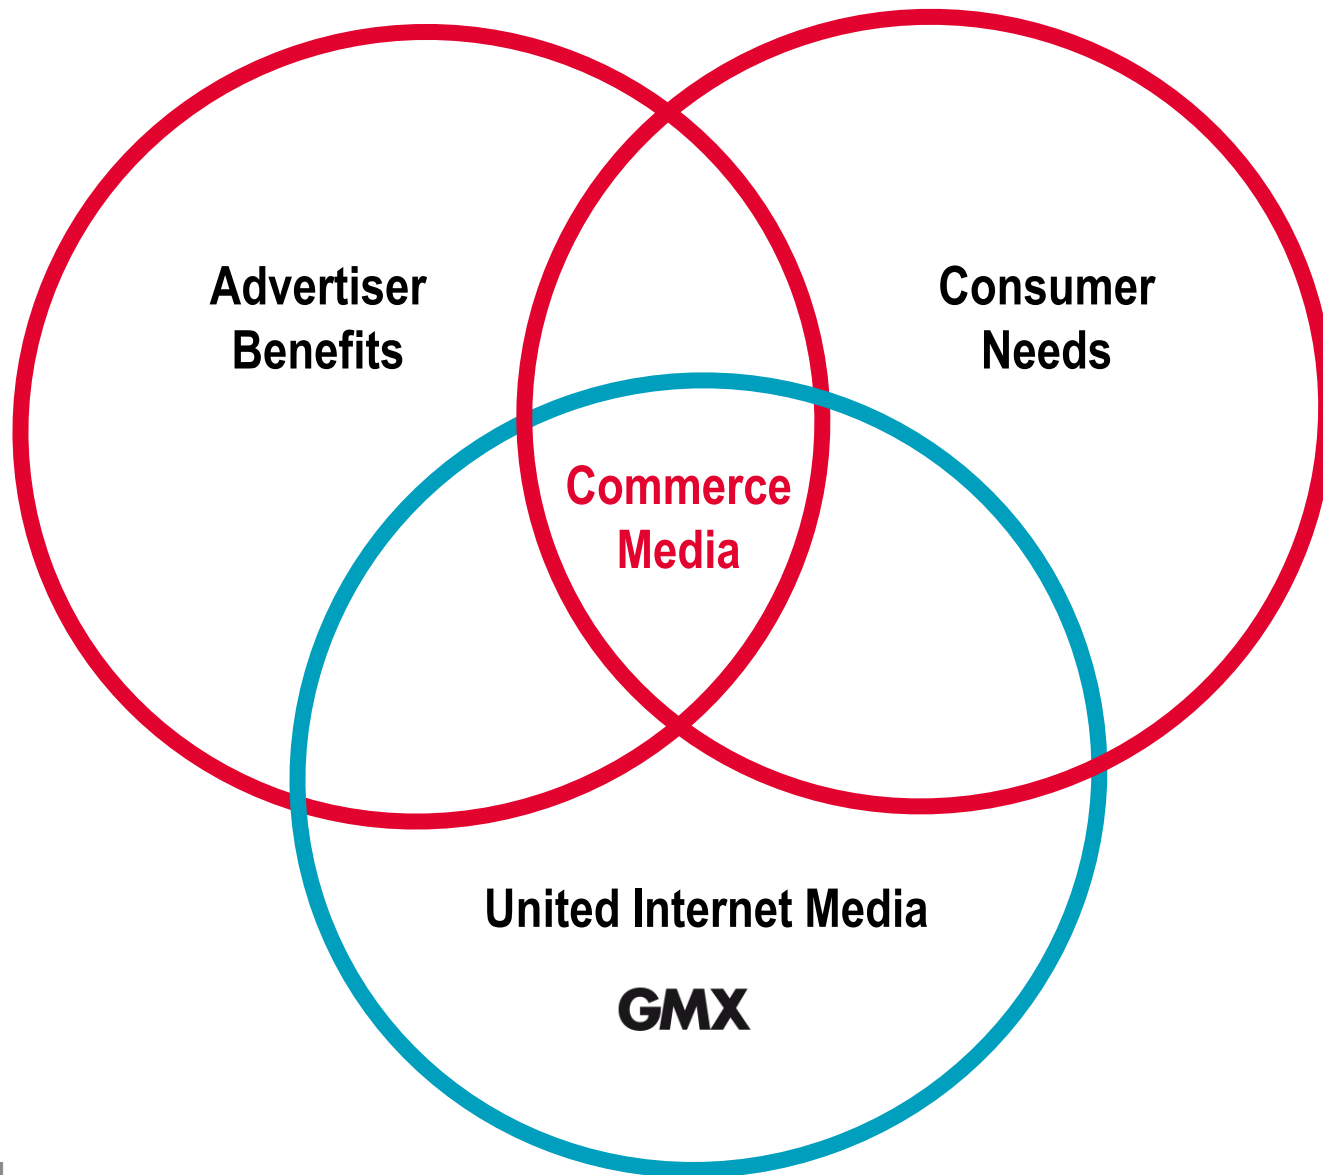 Advertiser
Benefits
Consumer
Needs
Commerce
Media
United Internet Media
GMX